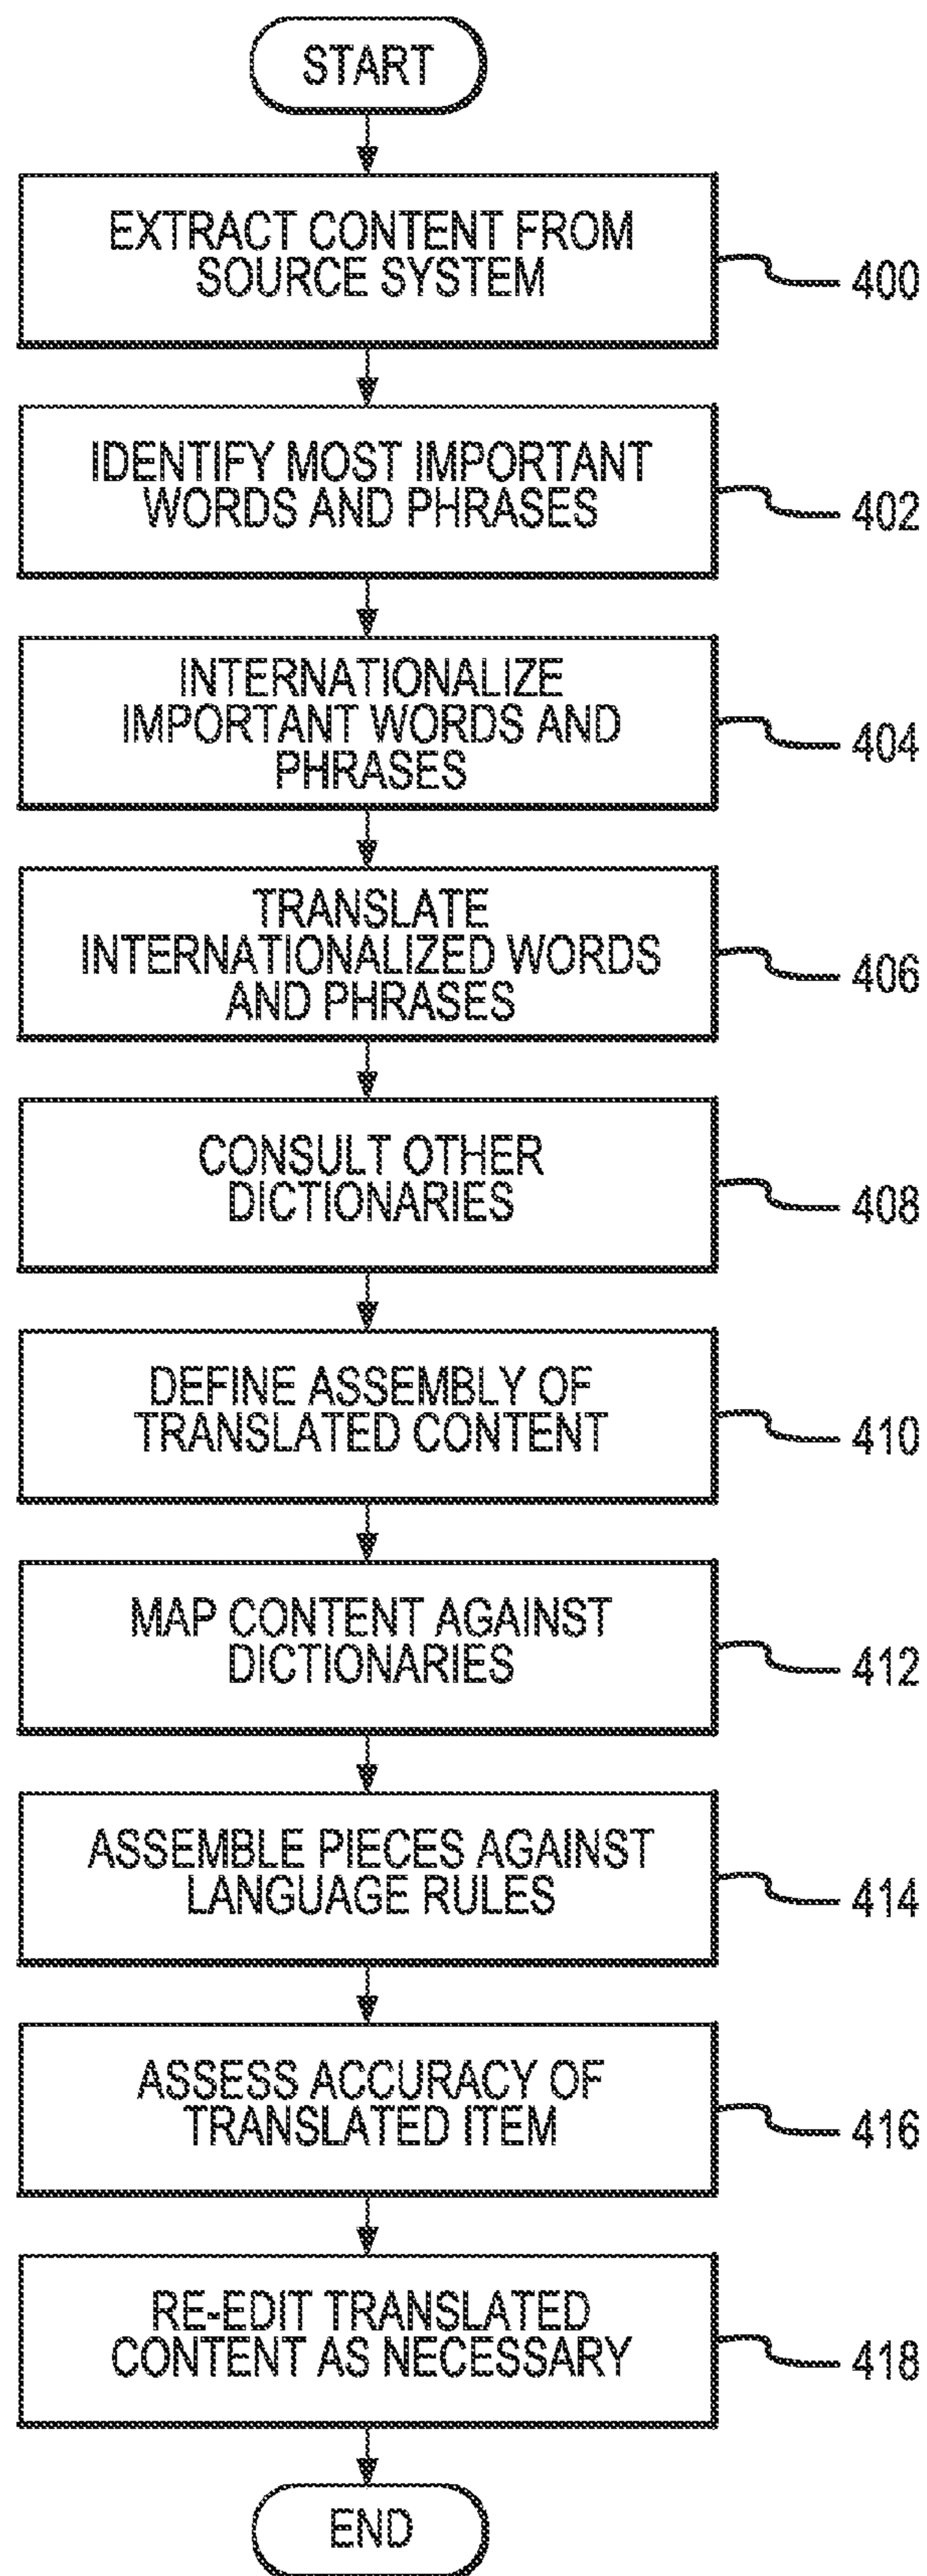 START
EXTRACT CONTENT FROM
SOURCE SYSTEM
400
IDENTIFY MOST IMPORTANT
WORDS AND PHRASES
402
INTERNATIONALIZE
IMPORTANT WORDS AND
PHRASES
404
TRANSLATE
INTERNATIONALIZED WORDS
AND PHRASES
406
CONSULT OTHER
DICTIONARIES
408
DEFINE ASSEMBLY OF
TRANSLATED CONTENT
410
MAP CONTENT AGAINST
DICTIONARIES
412
ASSEMBLE PIECES AGAINST
LANGUAGE RULES
414
ASSESS ACCURACY OF
TRANSLATED ITEM
416
RE-EDIT TRANSLATED
CONTENT AS NECESSARY
418
END